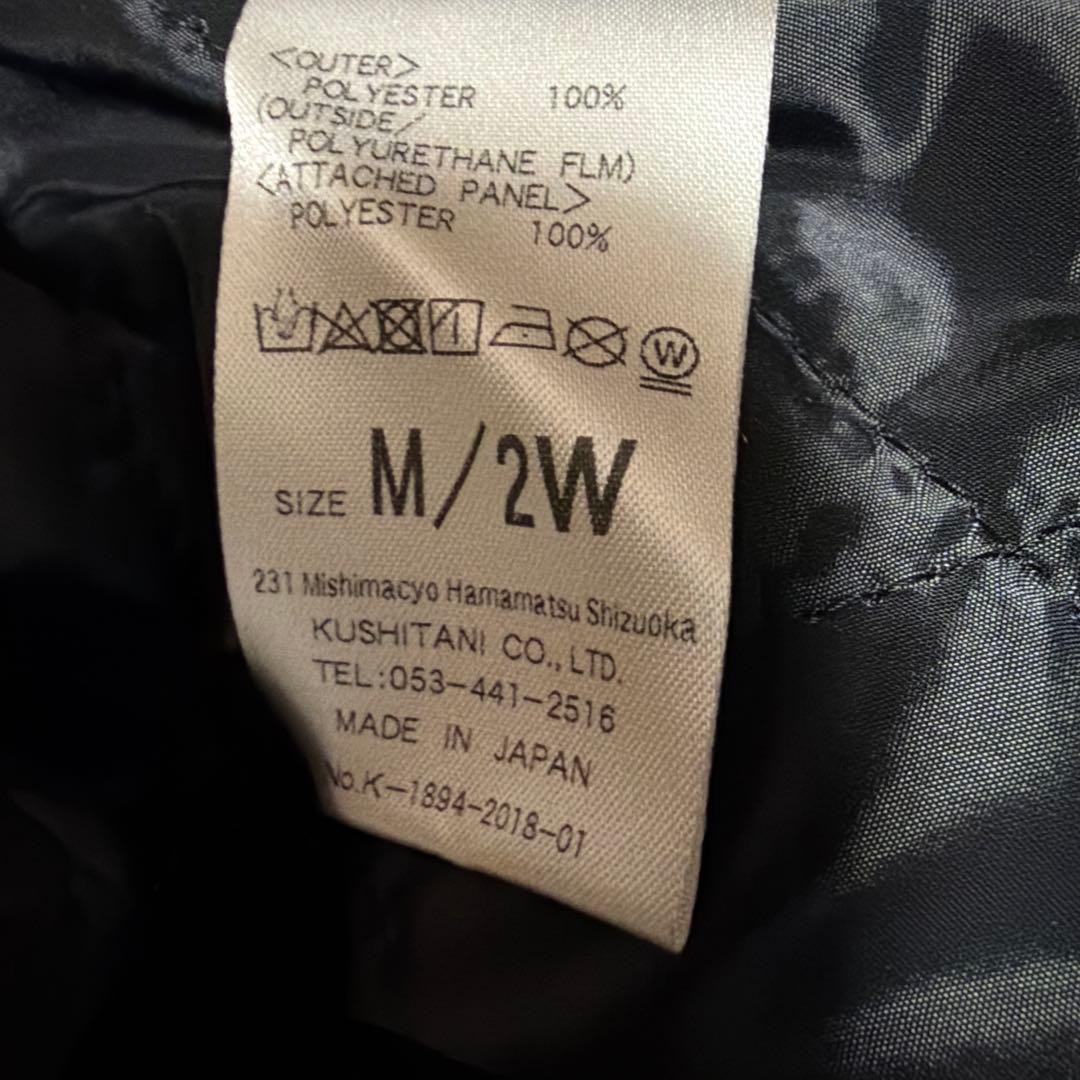 <OUTER>
POLYESTER 100%
(OUTSIDE/
POLYURETHANE FLM)
<ATTACHED PANEL>
POLYESTER 100%
W
SIZE M/2W
231 Mishimacyo Hamamatsu Shizuoka
KUSHITANI CO.,LTD.
TEL:053-441-2516
MADE IN JAPAN
No.K-1894-2018-01